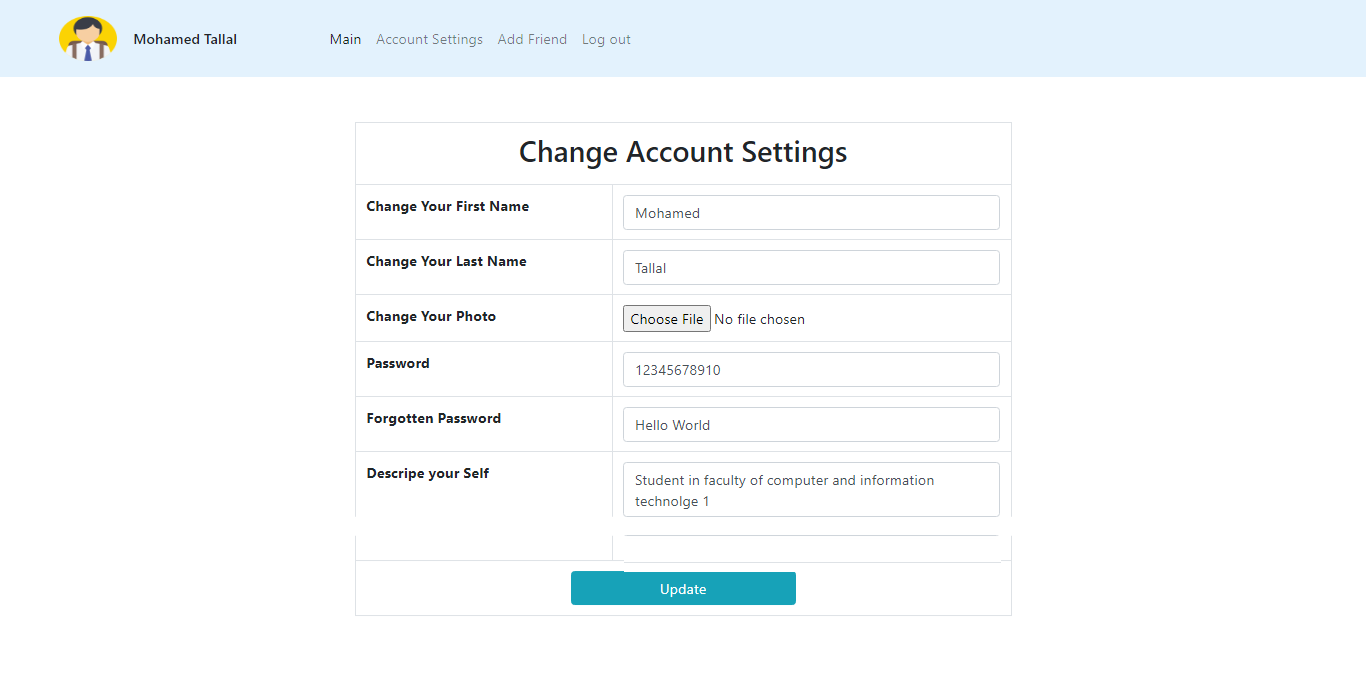 Mohamed Tallal
Main Account Settings Add Friend Log out
Change Account Settings
Change Your First Name
Mohamed
Change Your Last Name
Tallal
Change Your Photo
Choose File No file chosen
Password
12345678910
Forgotten Password
Hello World
Descripe your Self
Student in faculty of computer and information
technolge 1
Update